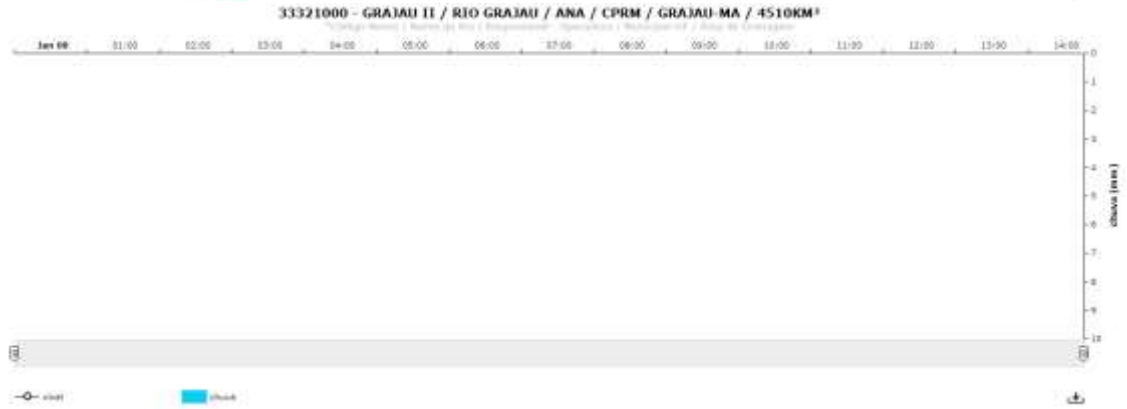 33321000 - GRAJAU II / RIO GRAJAU / ANA / CPRM / GRAJAU-MA / 4510KM²
01:00 02:00 03:00 04:00 05:00 06:00 07:00 08:00 09:00 10:00 11:00 12:00 13:00 14:00
0
1
2
3
4
5
6
7
8
9
10
chuva (mm)
nivel chuva